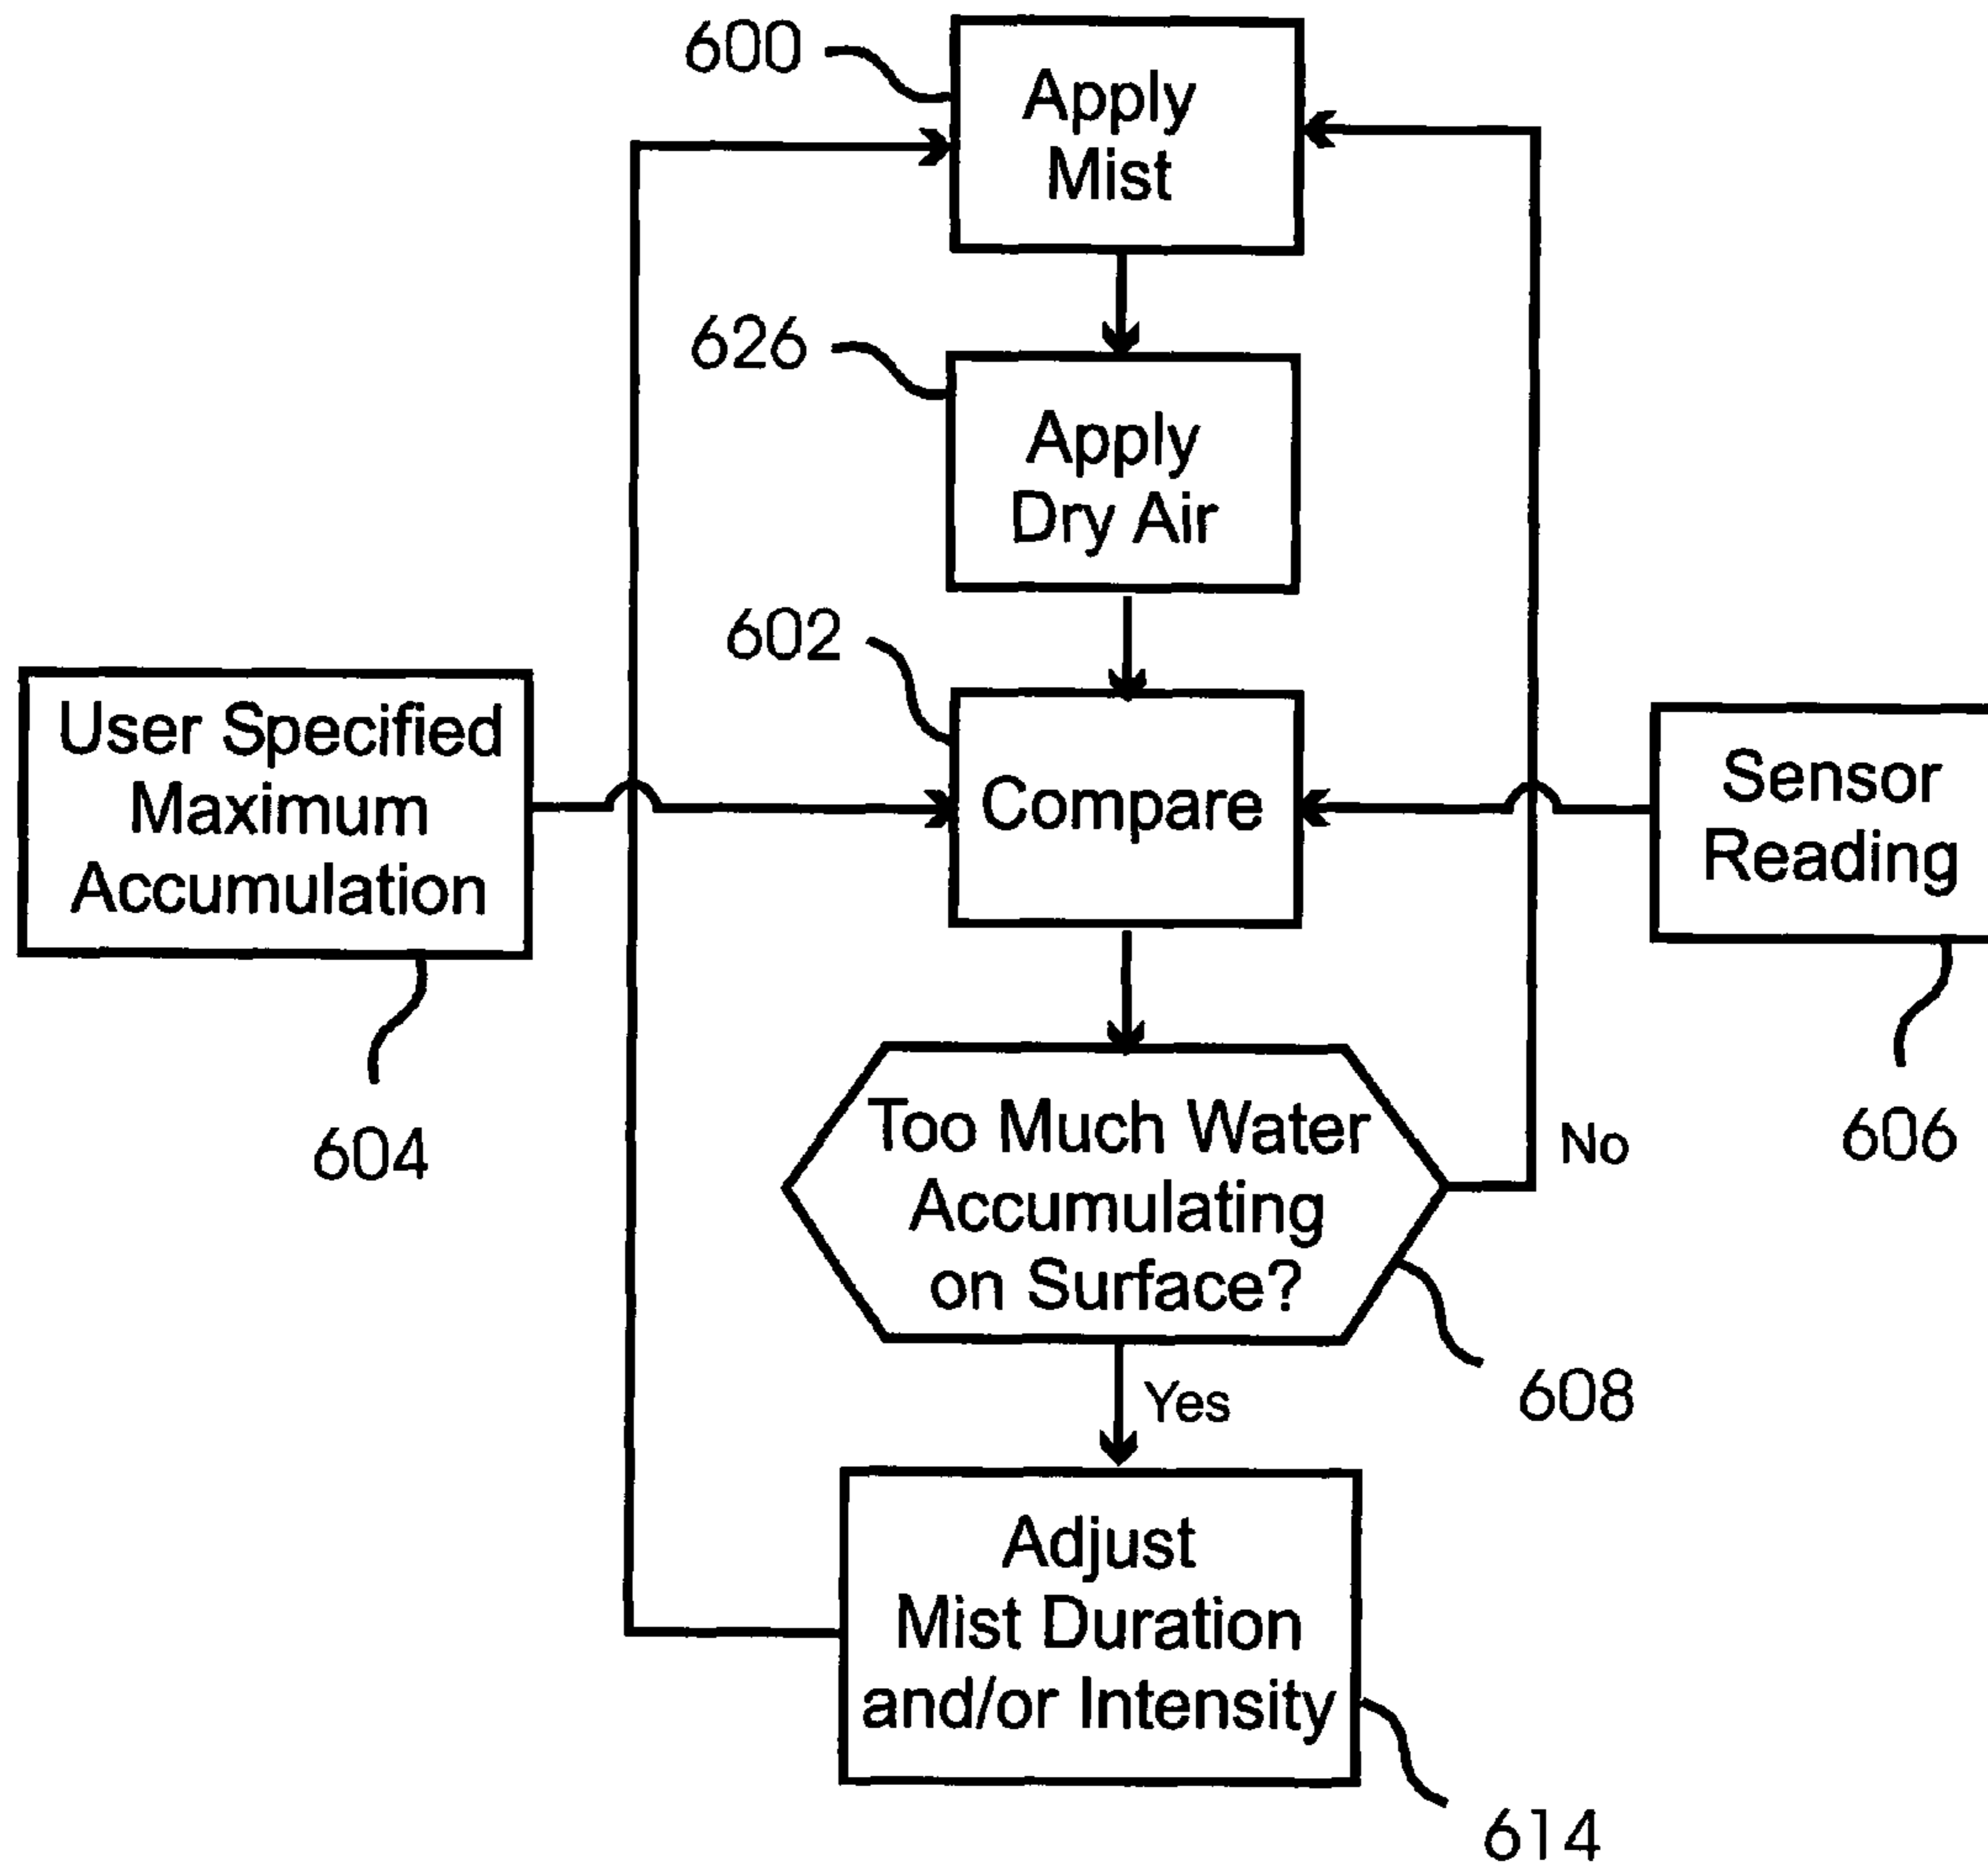 600
Apply
Mist
626
Apply
Dry Air
602
User Specified
Maximum
Accumulation
Compare
Sensor
Reading
604
606
Too Much Water
Accumulating
on Surface?
No
608
Yes
Adjust
Mist Duration
and/or Intensity
614